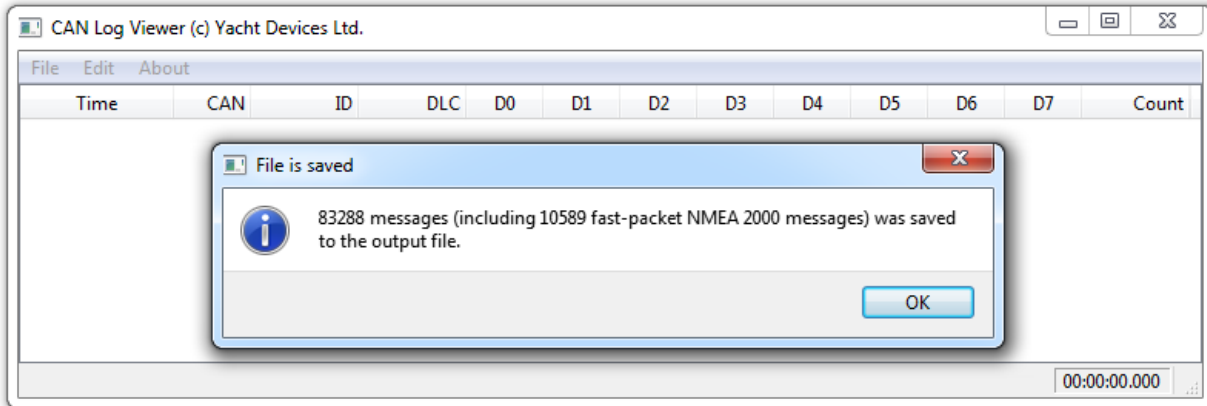 CAN Log Viewer (c) Yacht Devices Ltd.
File Edit About
Time CAN ID DLC D0 D1 D2 D3 D4 D5 D6 D7 Count
File is saved
83288 messages (including 10589 fast-packet NMEA 2000 messages) was saved
to the output file.
OK
00:00:00.000